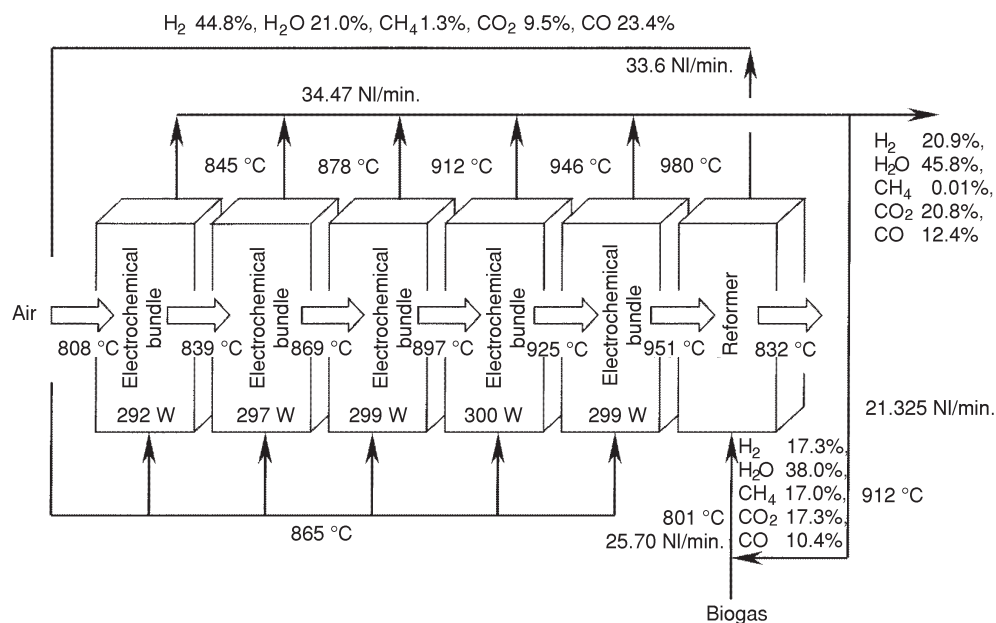 H₂ 44.8%, H₂O 21.0%, CH₄ 1.3%, CO₂ 9.5%, CO 23.4%
33.6 Nl/min.
34.47 Nl/min.
845 °C
878 °C
912 °C
946 °C
980 °C
H₂ 20.9%,
H₂O 45.8%,
CH₄ 0.01%,
CO₂ 20.8%,
CO 12.4%
Air
Electrochemical bundle
Electrochemical bundle
Electrochemical bundle
Electrochemical bundle
Electrochemical bundle
Reformer
808 °C
839 °C
869 °C
897 °C
925 °C
951 °C
832 °C
292 W
297 W
299 W
300 W
299 W
21.325 Nl/min.
H₂ 17.3%,
H₂O 38.0%,
CH₄ 17.0%,
CO₂ 17.3%,
CO 10.4%
912 °C
801 °C
25.70 Nl/min.
865 °C
Biogas